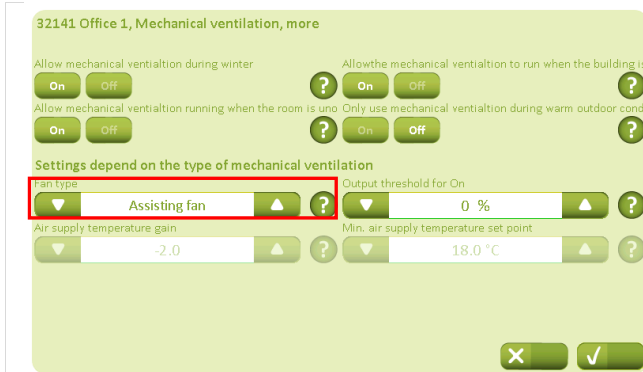 32141 Office 1, Mechanical ventilation, more
Allow mechanical ventialtion during winter
Allowthe mechanical ventialtion to run when the building is
On Off ? On Off ?
Allow mechanical ventialtion running when the room is uno
Only use mechanical ventialtion during warm outdoor cond
On Off ? On Off ?
Settings depend on the type of mechanical ventilation
Fan type
Output threshold for On
Assisting fan ? 0 % ?
Air supply temperature gain
Min. air supply temperature set point
-2.0 ? 18.0 °C ?